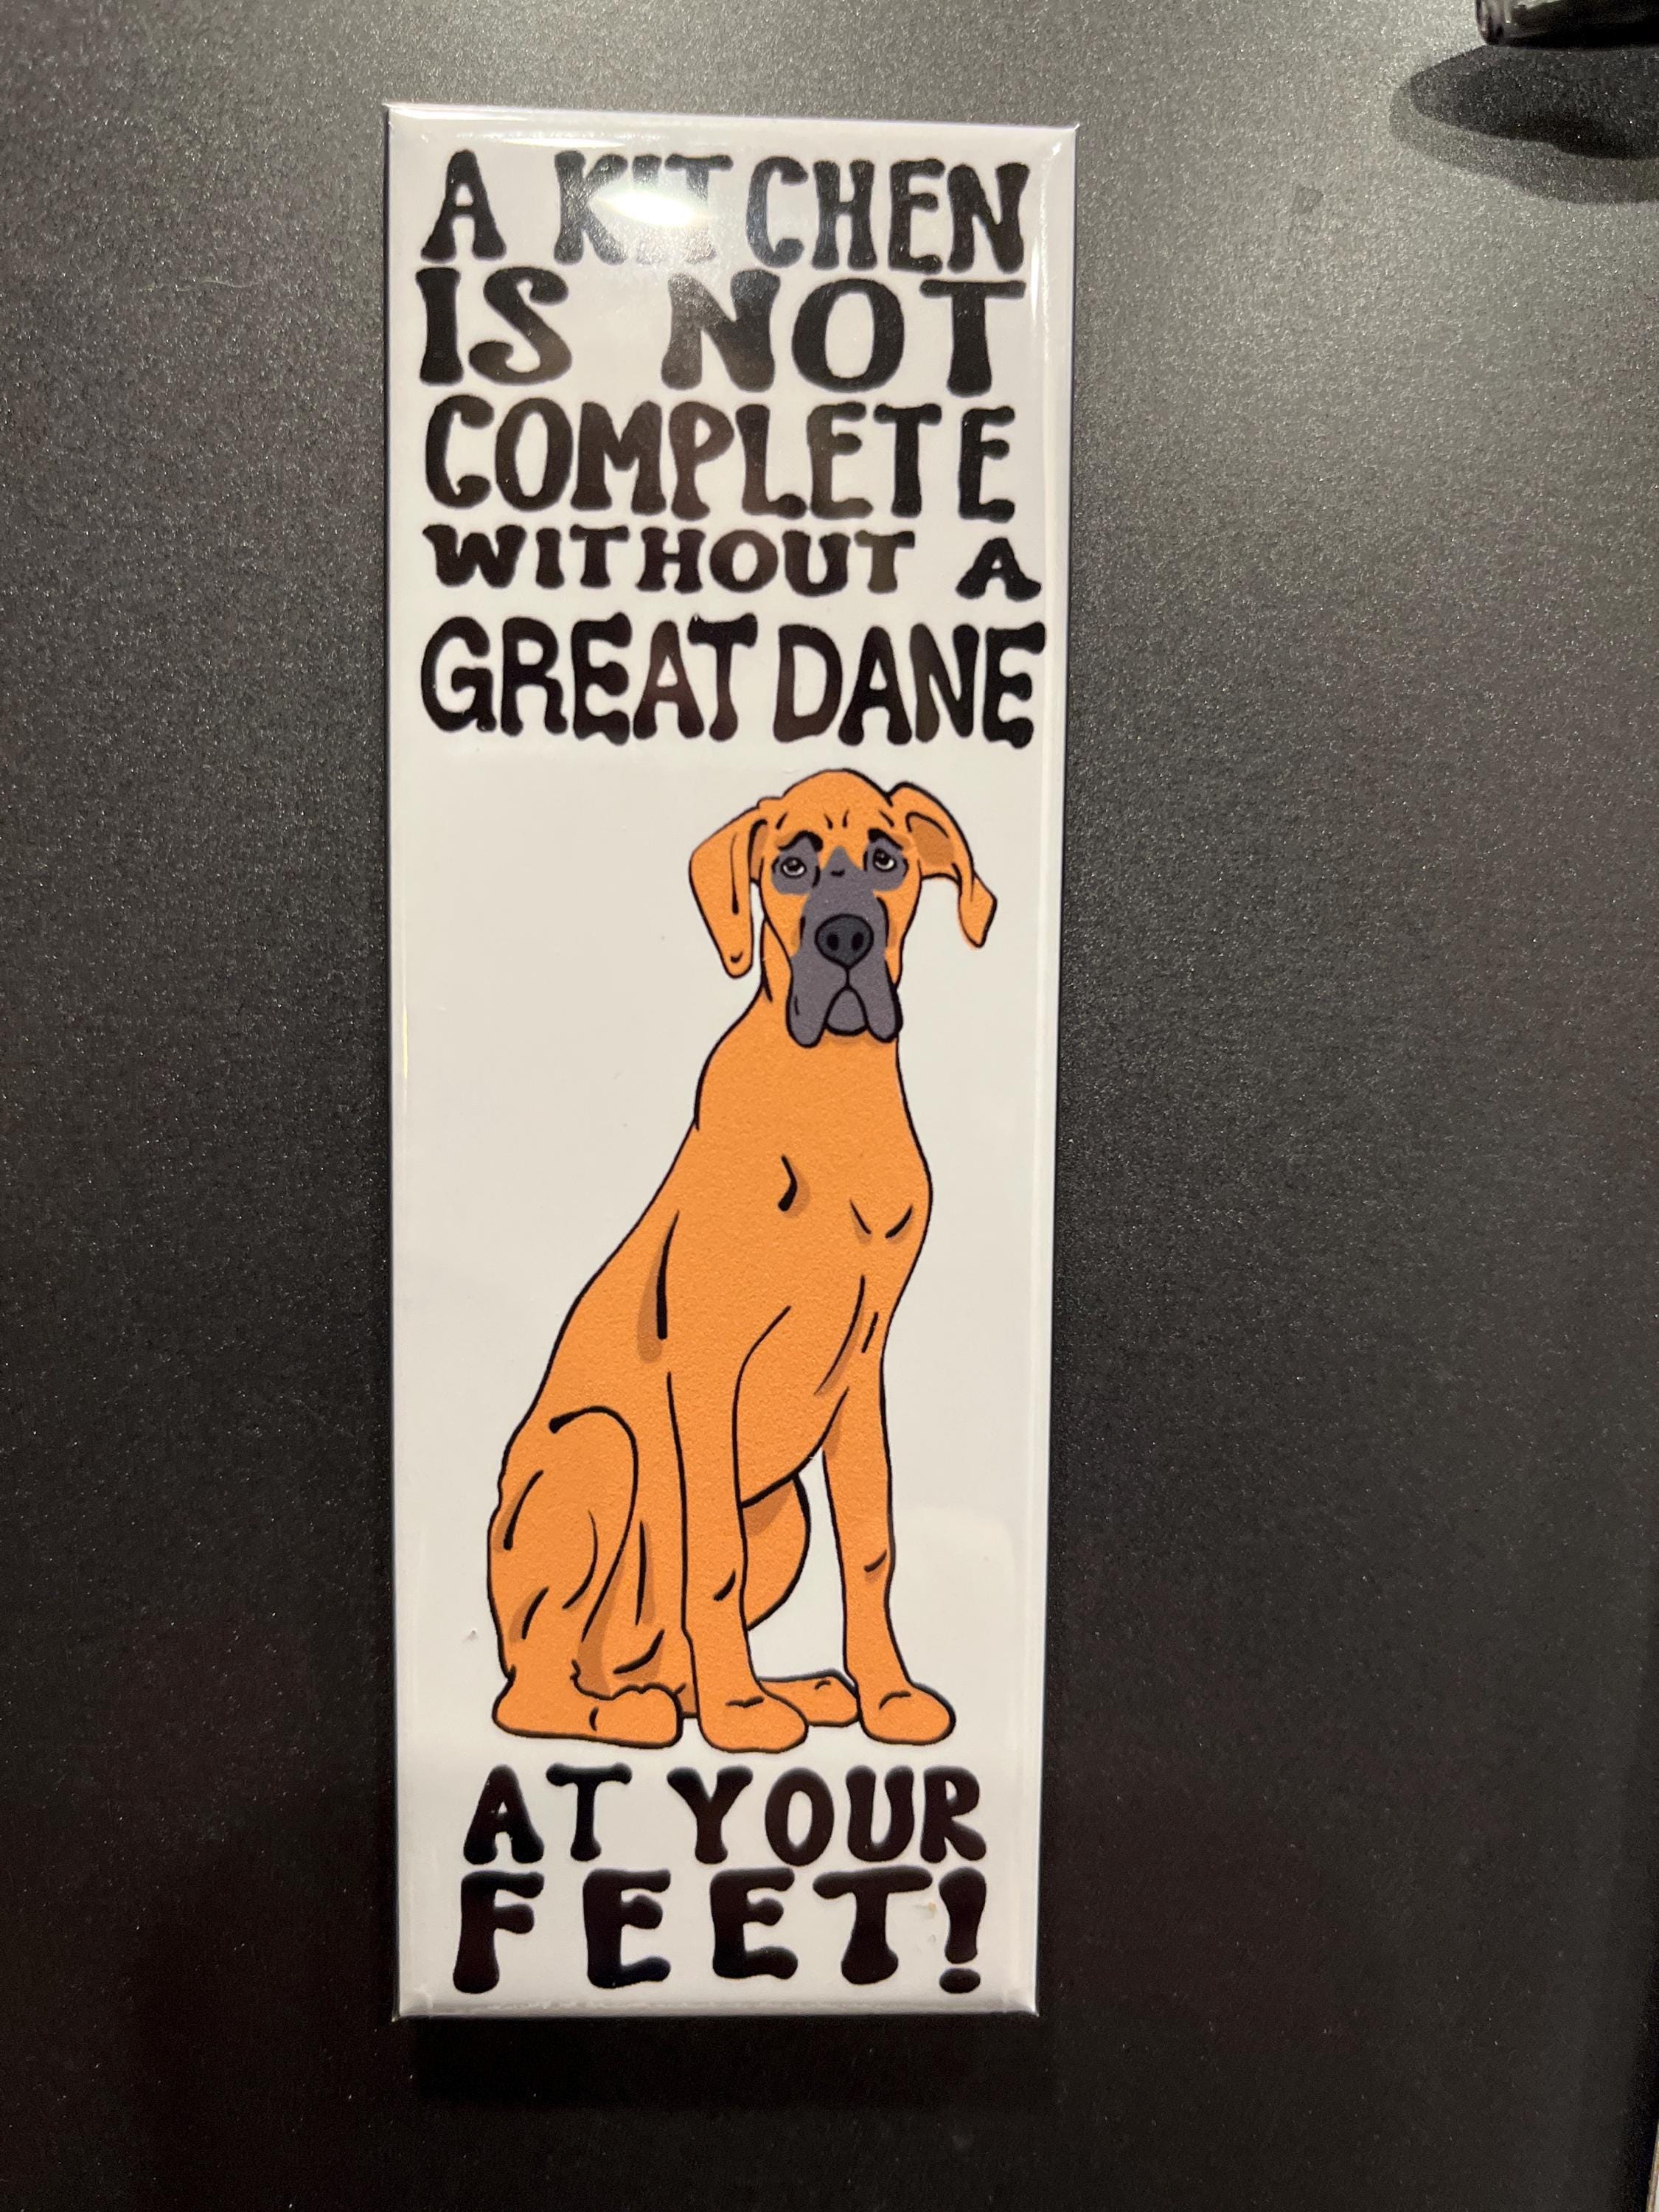 A KITCHEN
IS NOT
COMPLETE
WITHOUT A
GREAT DANE
AT YOUR
FEET!